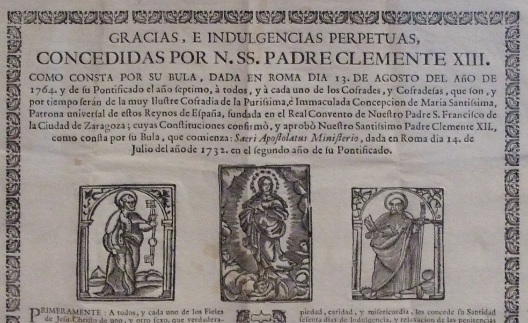 GRACIAS, E INDULGENCIAS PERPETUAS,
CONCEDIDAS POR N. SS. PADRE CLEMENTE XIII.
COMO CONSTA POR SU BULA, DADA EN ROMA DIA 13. DE AGOSTO DEL AÑO DE
1764. y de ſu Pontificado el año ſeptimo, à todos, y à cada uno de los Cofrades, y Cofradeſas, que ſon, y
por tiempo ſerán de la muy Iluſtre Cofradia de la Puriſsima, è Immaculada Concepcion de Maria Santiſsima,
Patrona univerſal de eſtos Reynos de Eſpaña, fundada en el Real Convento de Nueſtro Padre S. Franciſco de
la Ciudad de Zaragoza; cuyas Conſtituciones confirmò, y aprobò Nueſtro Santiſsimo Padre Clemente XII,
como conſta por ſu Bula, que comienza: Sacri Apoſtolatus Miniſterio, dada en Roma dia 14. de
Julio del año de 1732. en el ſegundo año de ſu Pontificado.
PRIMERAMENTE: A todos, y cada uno de los Fieles
de Jeſu-Chriſto de uno, y otro ſexo, que verdadera-
piedad, caridad, y miſericordia, les concede ſu Santidad
ſeſenta dias de Indulgencia, y relaxacion de las penitencias